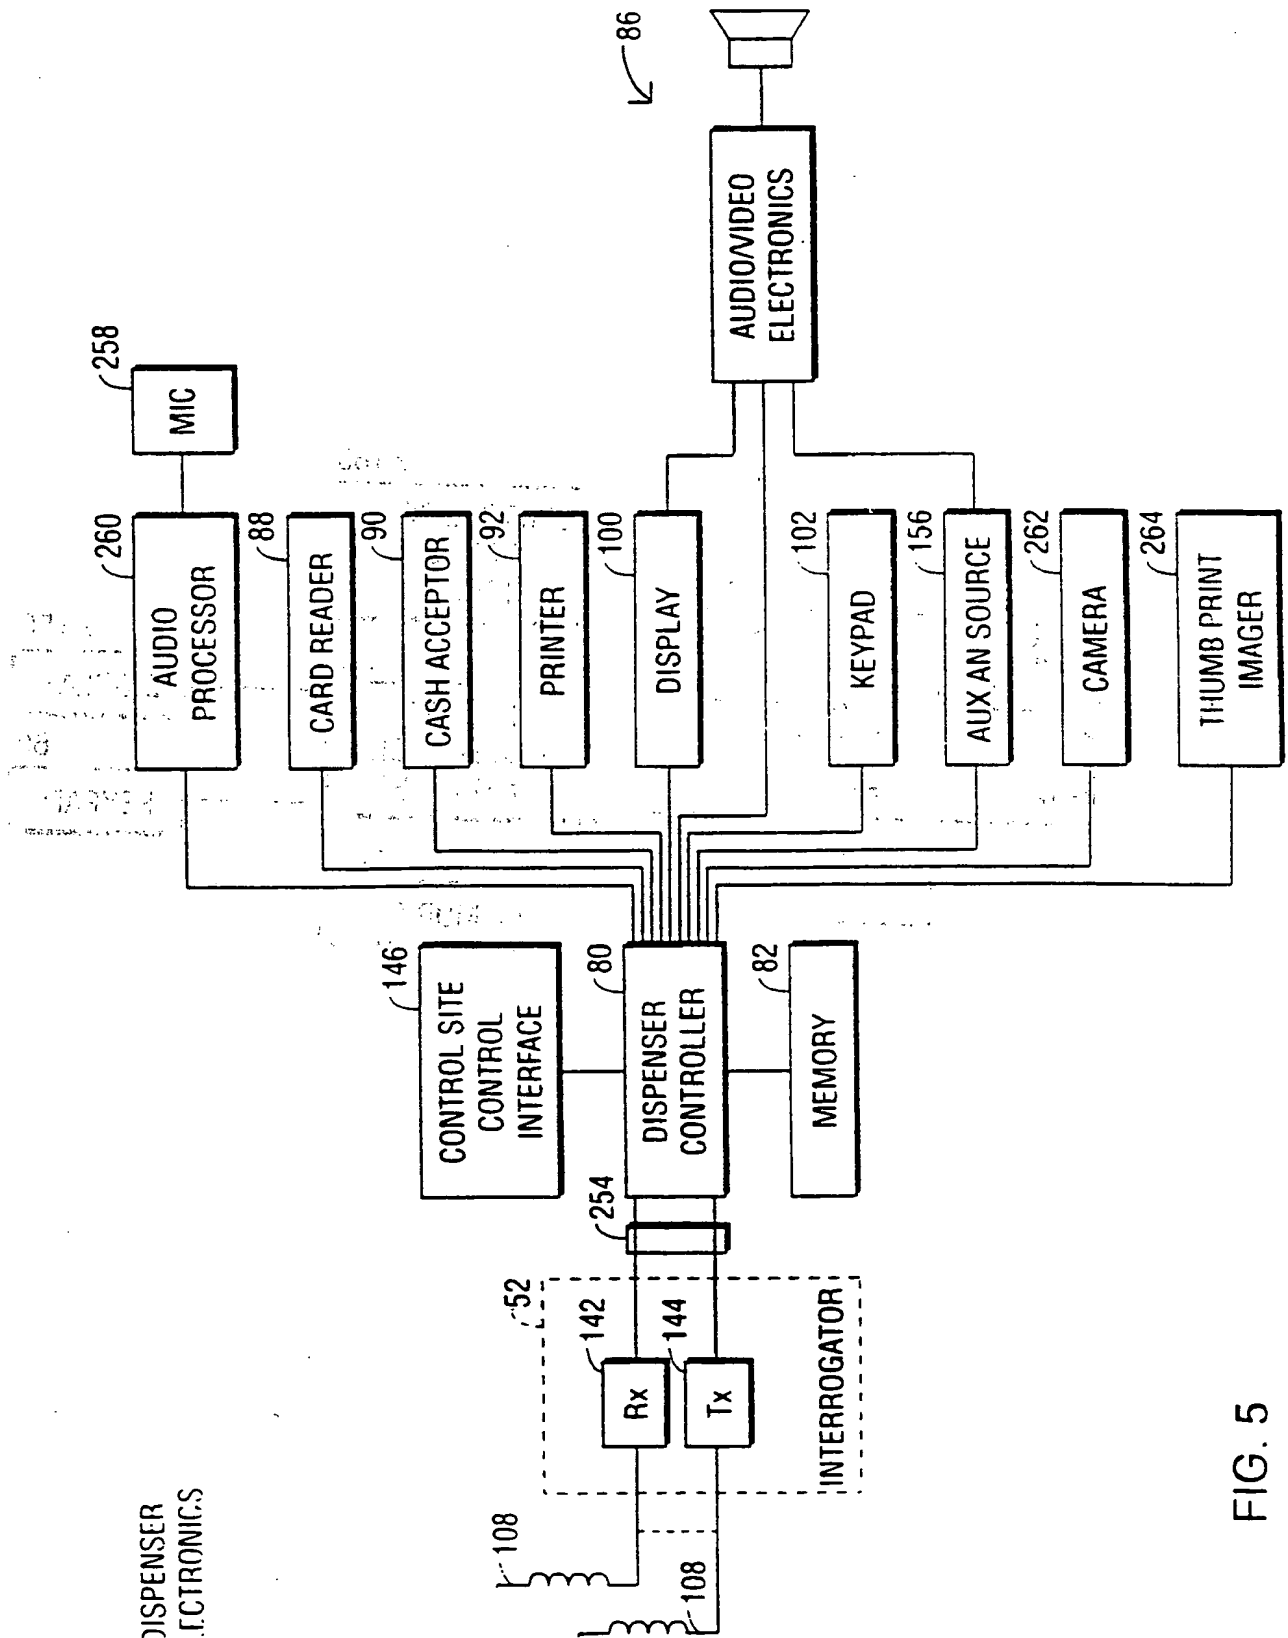 DISPENSER
ECTRONICS
108
108
52
142
Rx
144
Tx
INTERROGATOR
254
146
CONTROL SITE
CONTROL
INTERFACE
80
DISPENSER
CONTROLLER
82
MEMORY
260
AUDIO
PROCESSOR
258
MIC
88
CARD READER
90
CASH ACCEPTOR
92
PRINTER
100
DISPLAY
102
KEYPAD
156
AUX AN SOURCE
262
CAMERA
264
THUMB PRINT
IMAGER
AUDIO/VIDEO
ELECTRONICS
86
FIG. 5